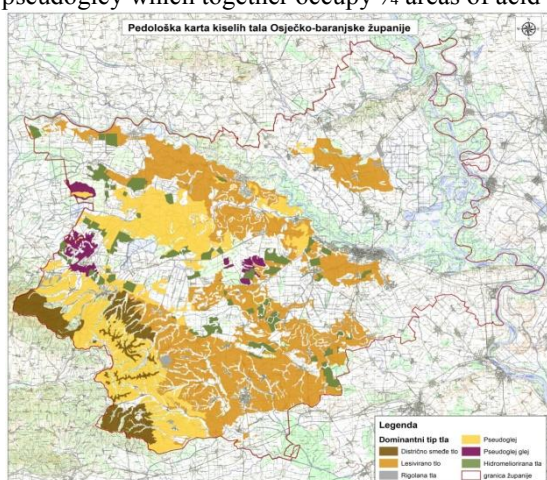 pseudogley which together occupy ¾ areas of acid
Pedološka karta kiselih tala Osječko-baranjske županije
Legenda
Dominantni tip tla
Distrično smeđe tlo
Lesivirano tlo
Rigolana tla
Pseudoglej
Pseudoglej glej
Hidromeliorirana tla
granica županije